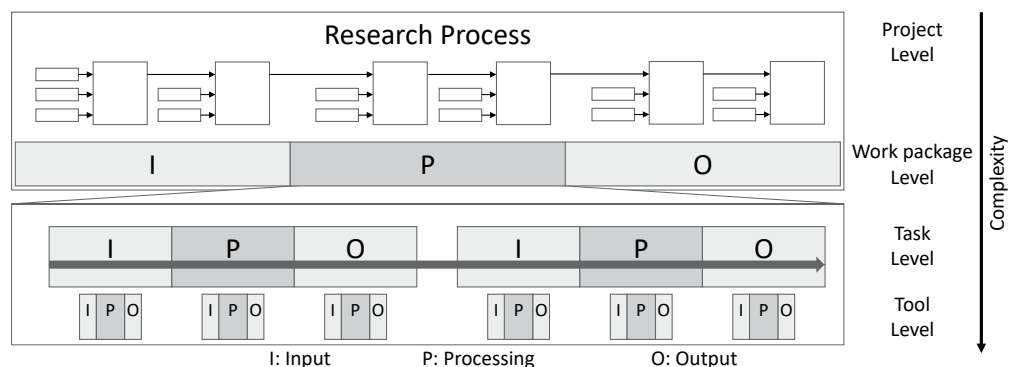 Research Process
Project
Level
I P O
Work package
Level
Complexity
I P O I P O
Task
Level
I P O I P O I P O I P O I P O I P O
Tool
Level
I: Input P: Processing O: Output